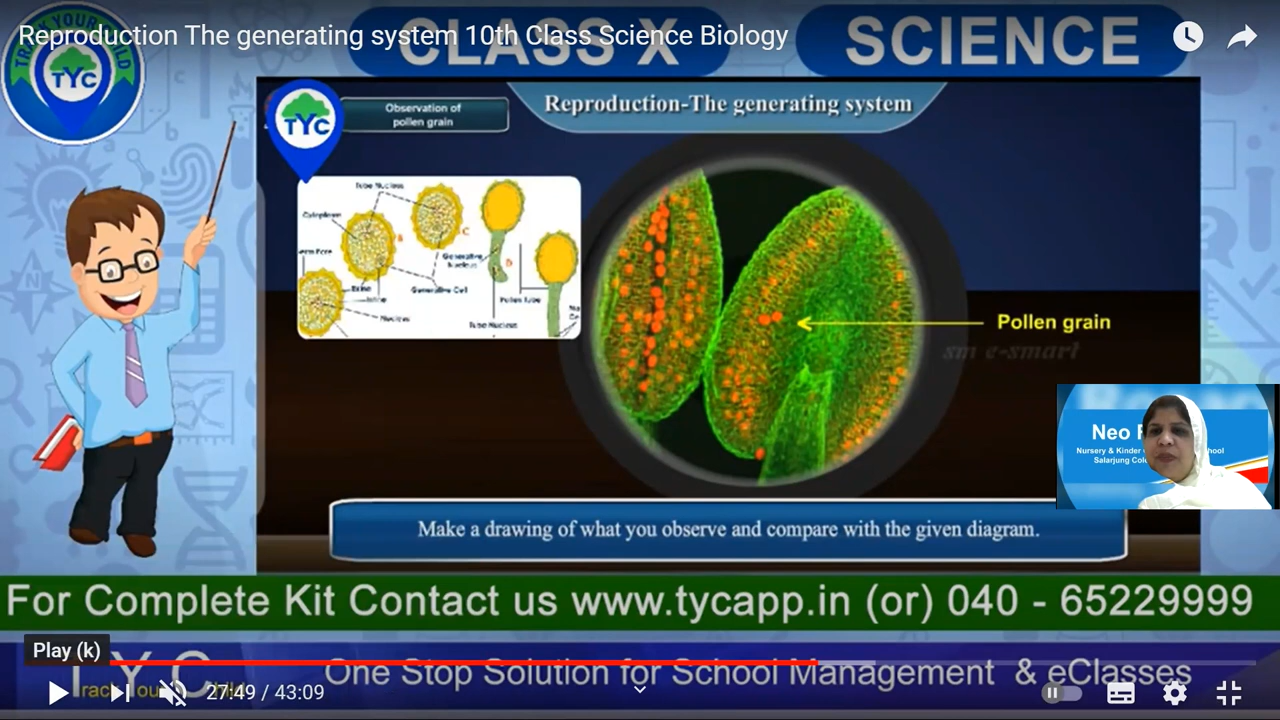 Reproduction The generating system 10th Class Science Biology
CLASS X
SCIENCE
TRACK YOUR CHILD
TYC
Observation of
pollen grain
TYC
Reproduction-The generating system
Tube Nucleus
Cytoplasm
B
C
Generative
Nucleus
D
Exine
Intine
Generative Cell
Pollen Tube
Nucleus
Tube Nucleus
Pollen grain
sm e-smart
Neo
Nursery & Kinder
Salarjung
Make a drawing of what you observe and compare with the given diagram.
For Complete Kit Contact us www.tycapp.in (or) 040 - 65229999
Play (k)
T Y C
One Stop Solution for School Management & eClasses
27:49 / 43:09